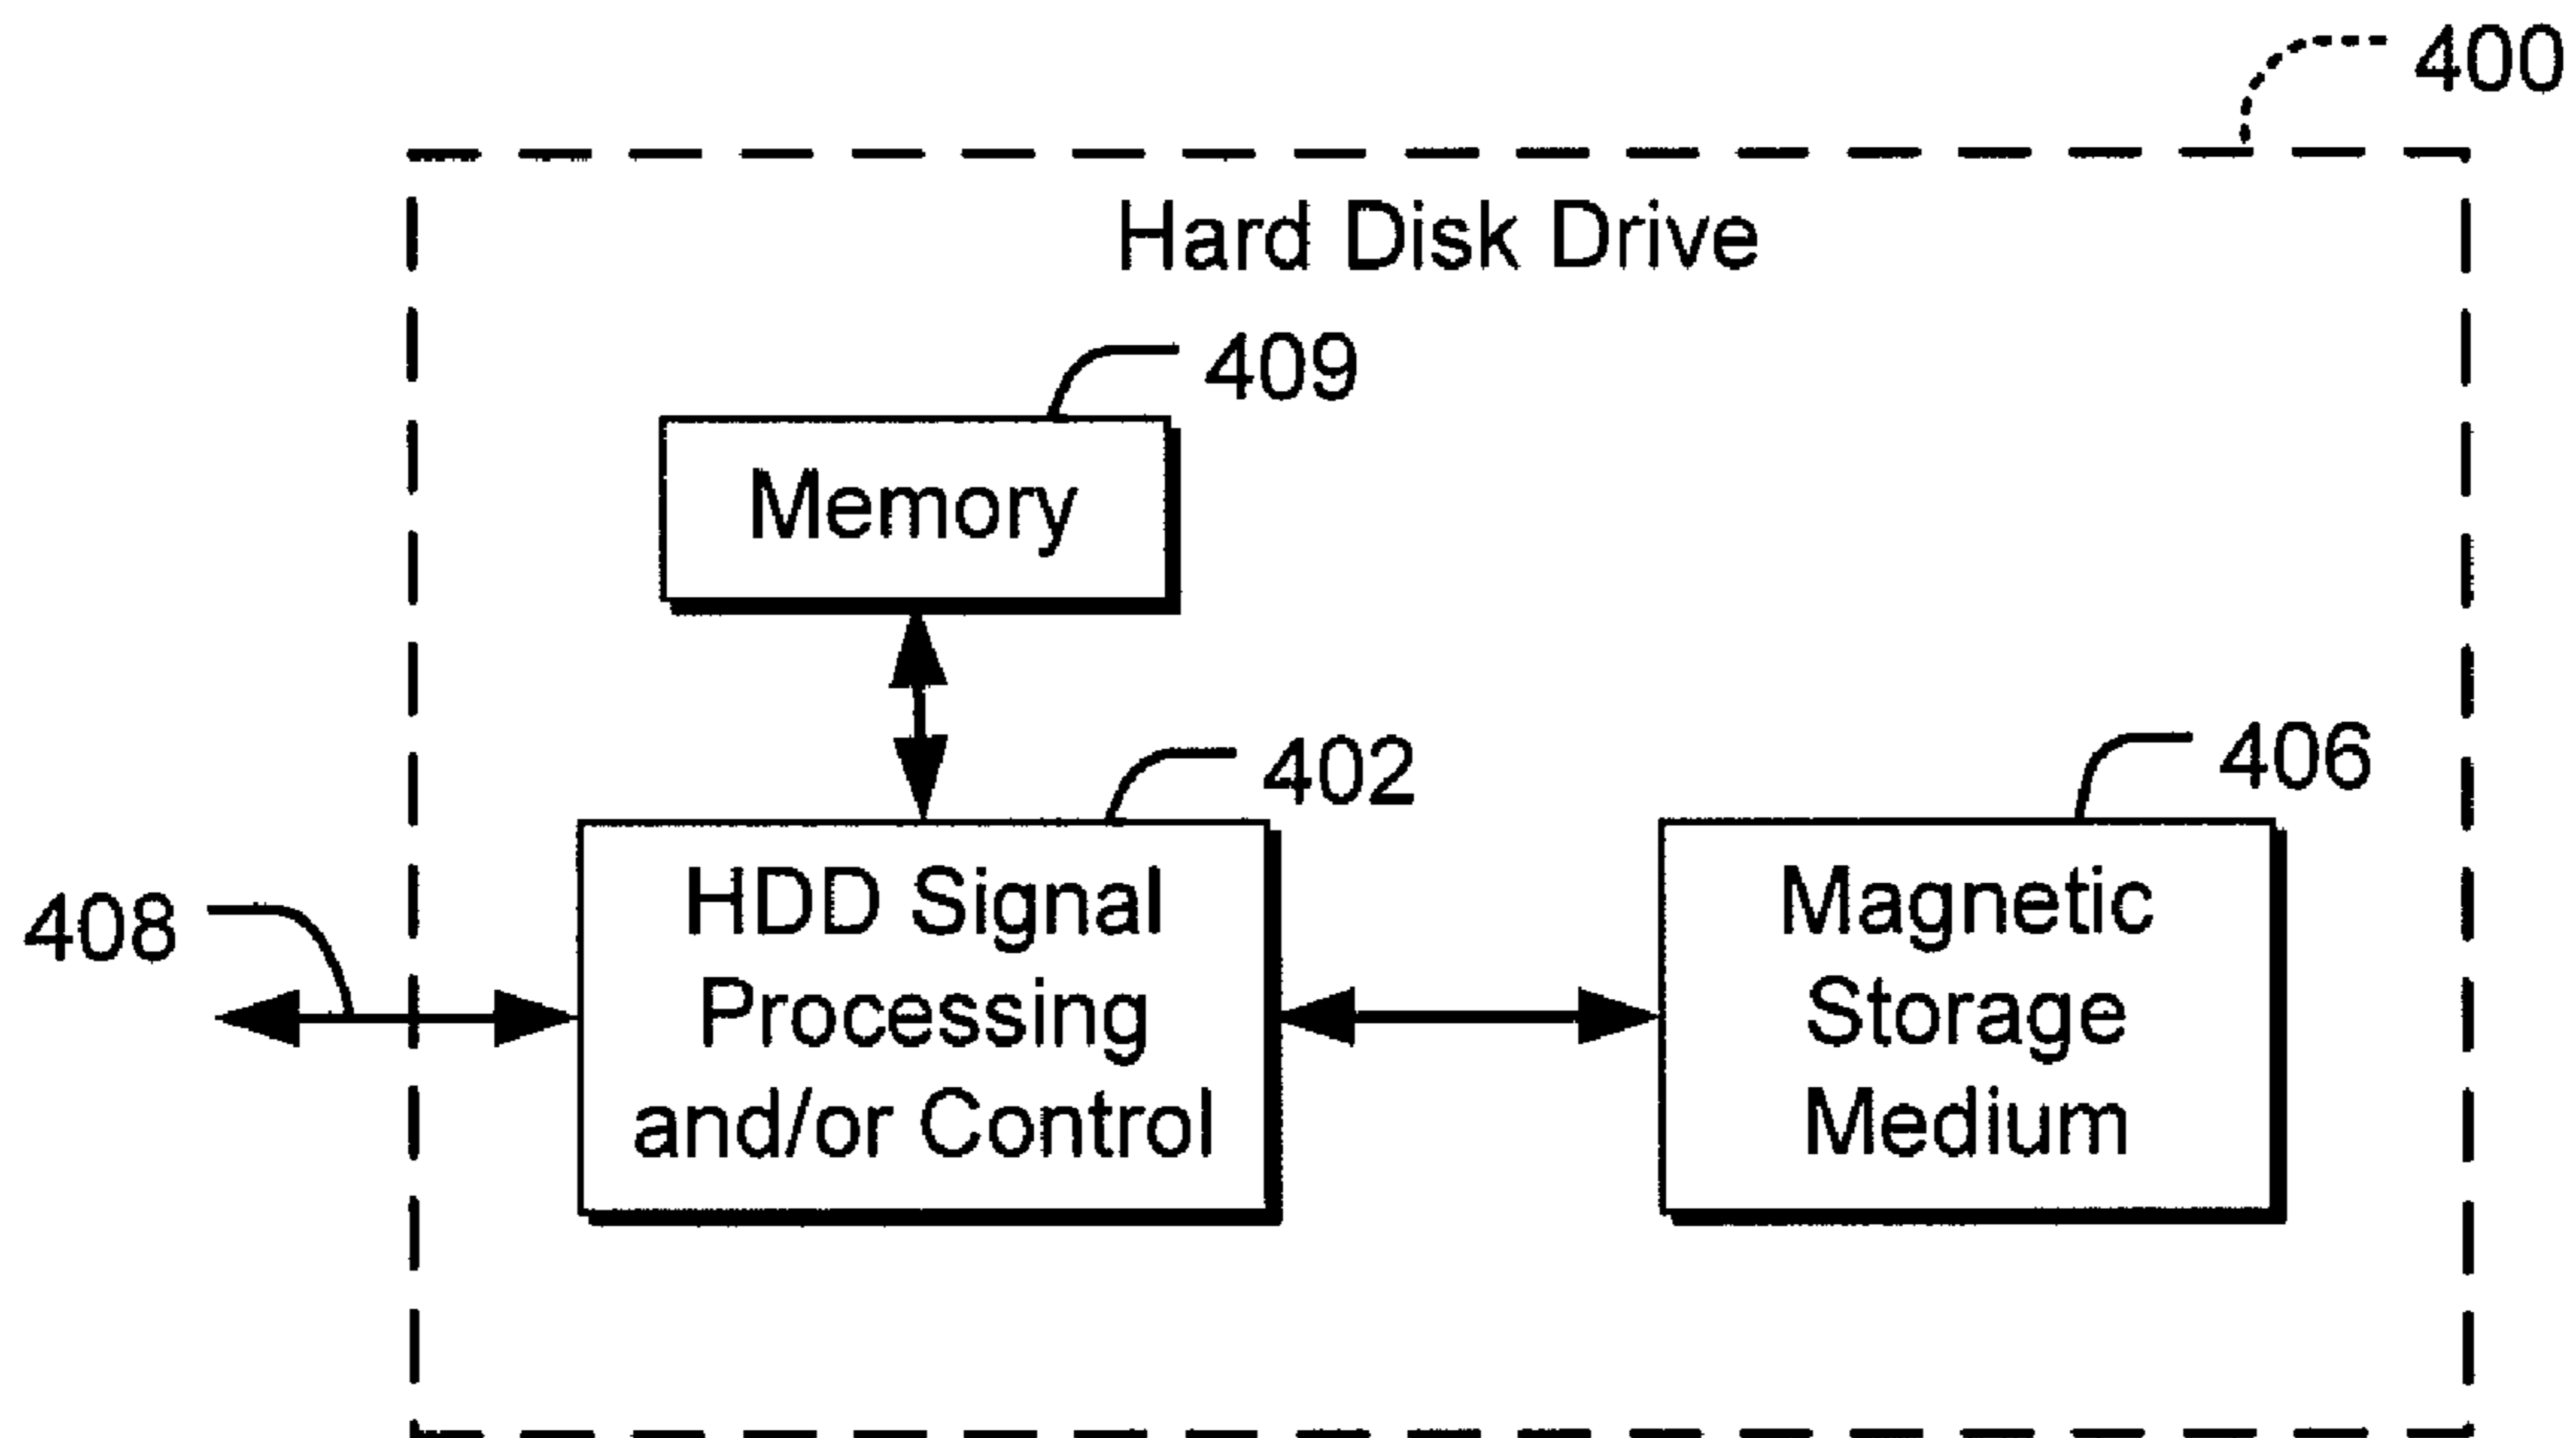 400
Hard Disk Drive
409
Memory
402
406
HDD Signal
Processing
and/or Control
Magnetic
Storage
Medium
408